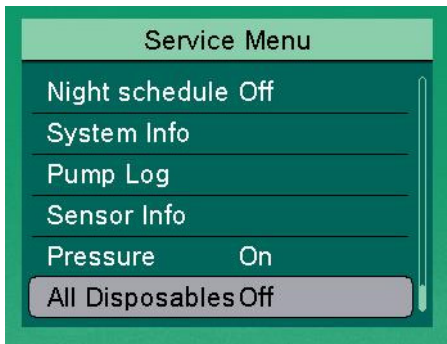 Service Menu
Night schedule Off
System Info
Pump Log
Sensor Info
Pressure On
All Disposables Off